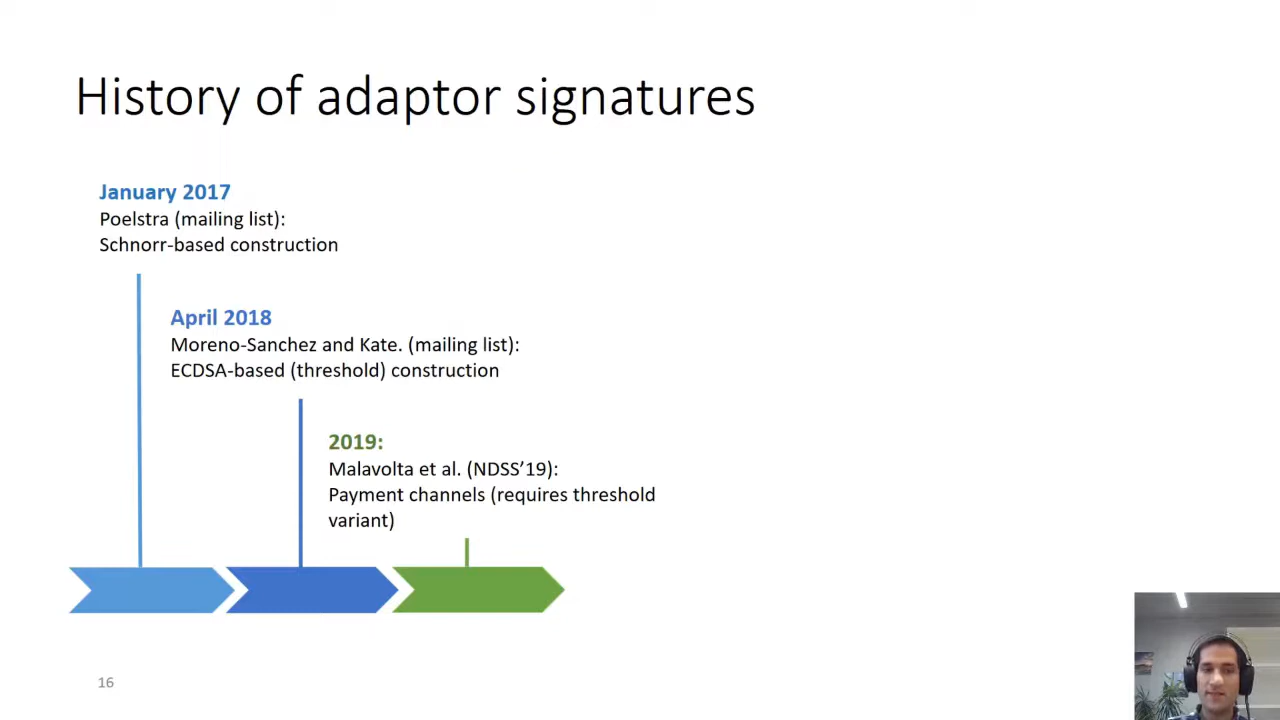 History of adaptor signatures
January 2017
Poelstra (mailing list):
Schnorr-based construction
April 2018
Moreno-Sanchez and Kate. (mailing list):
ECDSA-based (threshold) construction
2019:
Malavolta et al. (NDSS’19):
Payment channels (requires threshold
variant)
16